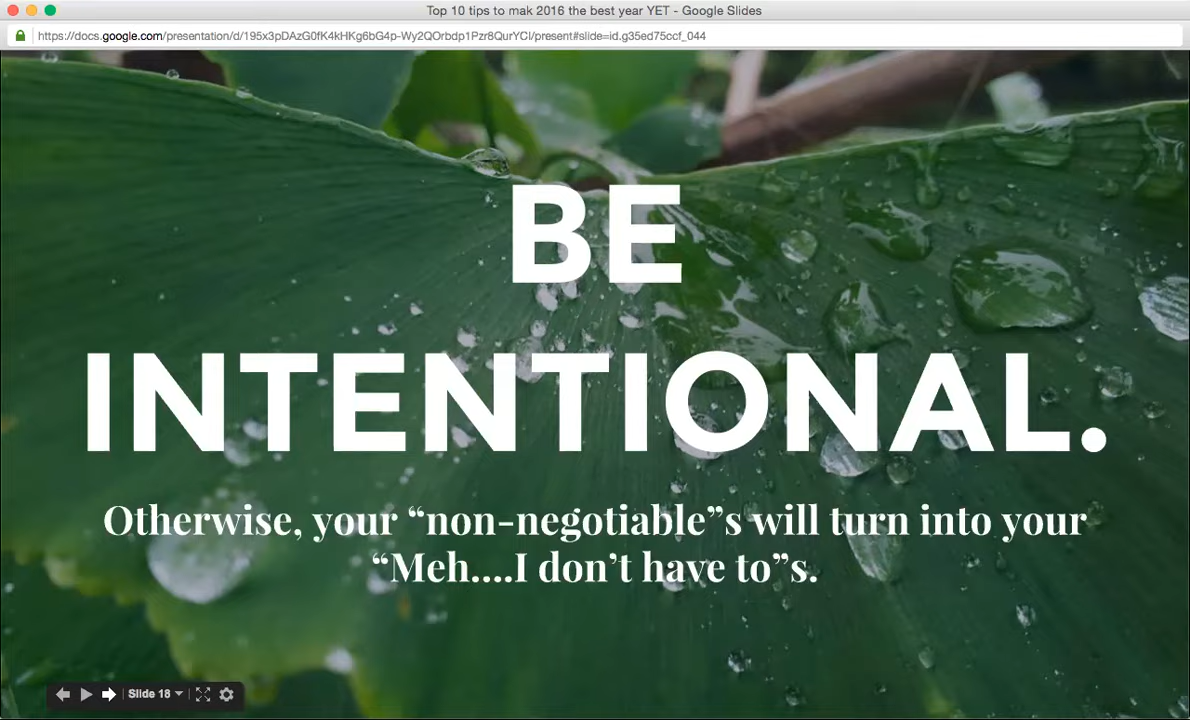 Top 10 tips to mak 2016 the best year YET - Google Slides
https://docs.google.com/presentation/d/195x3pDAzG0fK4kHKg6bG4p-Wy2QOrbdp1Pzr8QurYCI/present#slide=id.g35ed75ccf_044
BE
INTENTIONAL.
Otherwise, your “non-negotiable”s will turn into your
“Meh....I don’t have to”s.
Slide 18